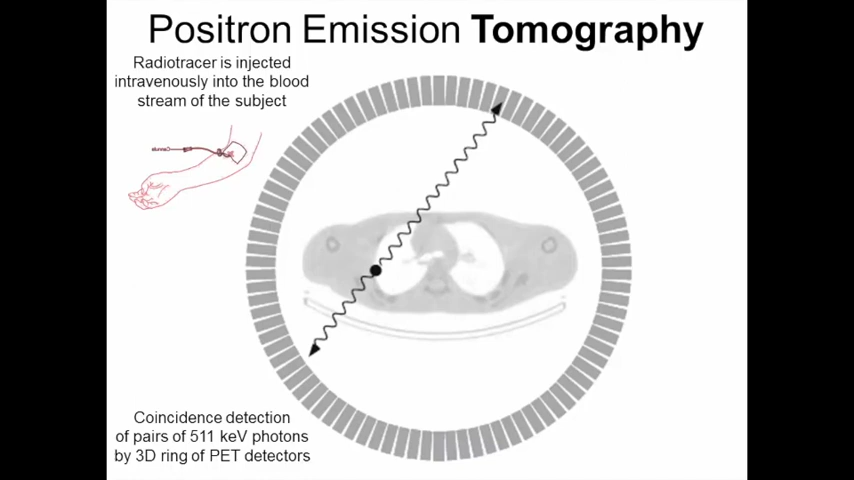 Positron Emission Tomography
Radiotracer is injected
intravenously into the blood
stream of the subject
Coincidence detection
of pairs of 511 keV photons
by 3D ring of PET detectors